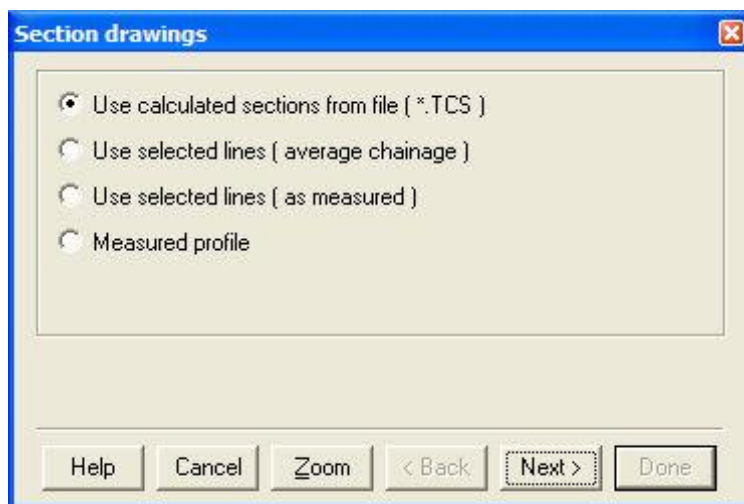 Section drawings
Use calculated sections from file ( *.TCS )
Use selected lines ( average chainage )
Use selected lines ( as measured )
Measured profile
Help Cancel Zoom < Back Next > Done